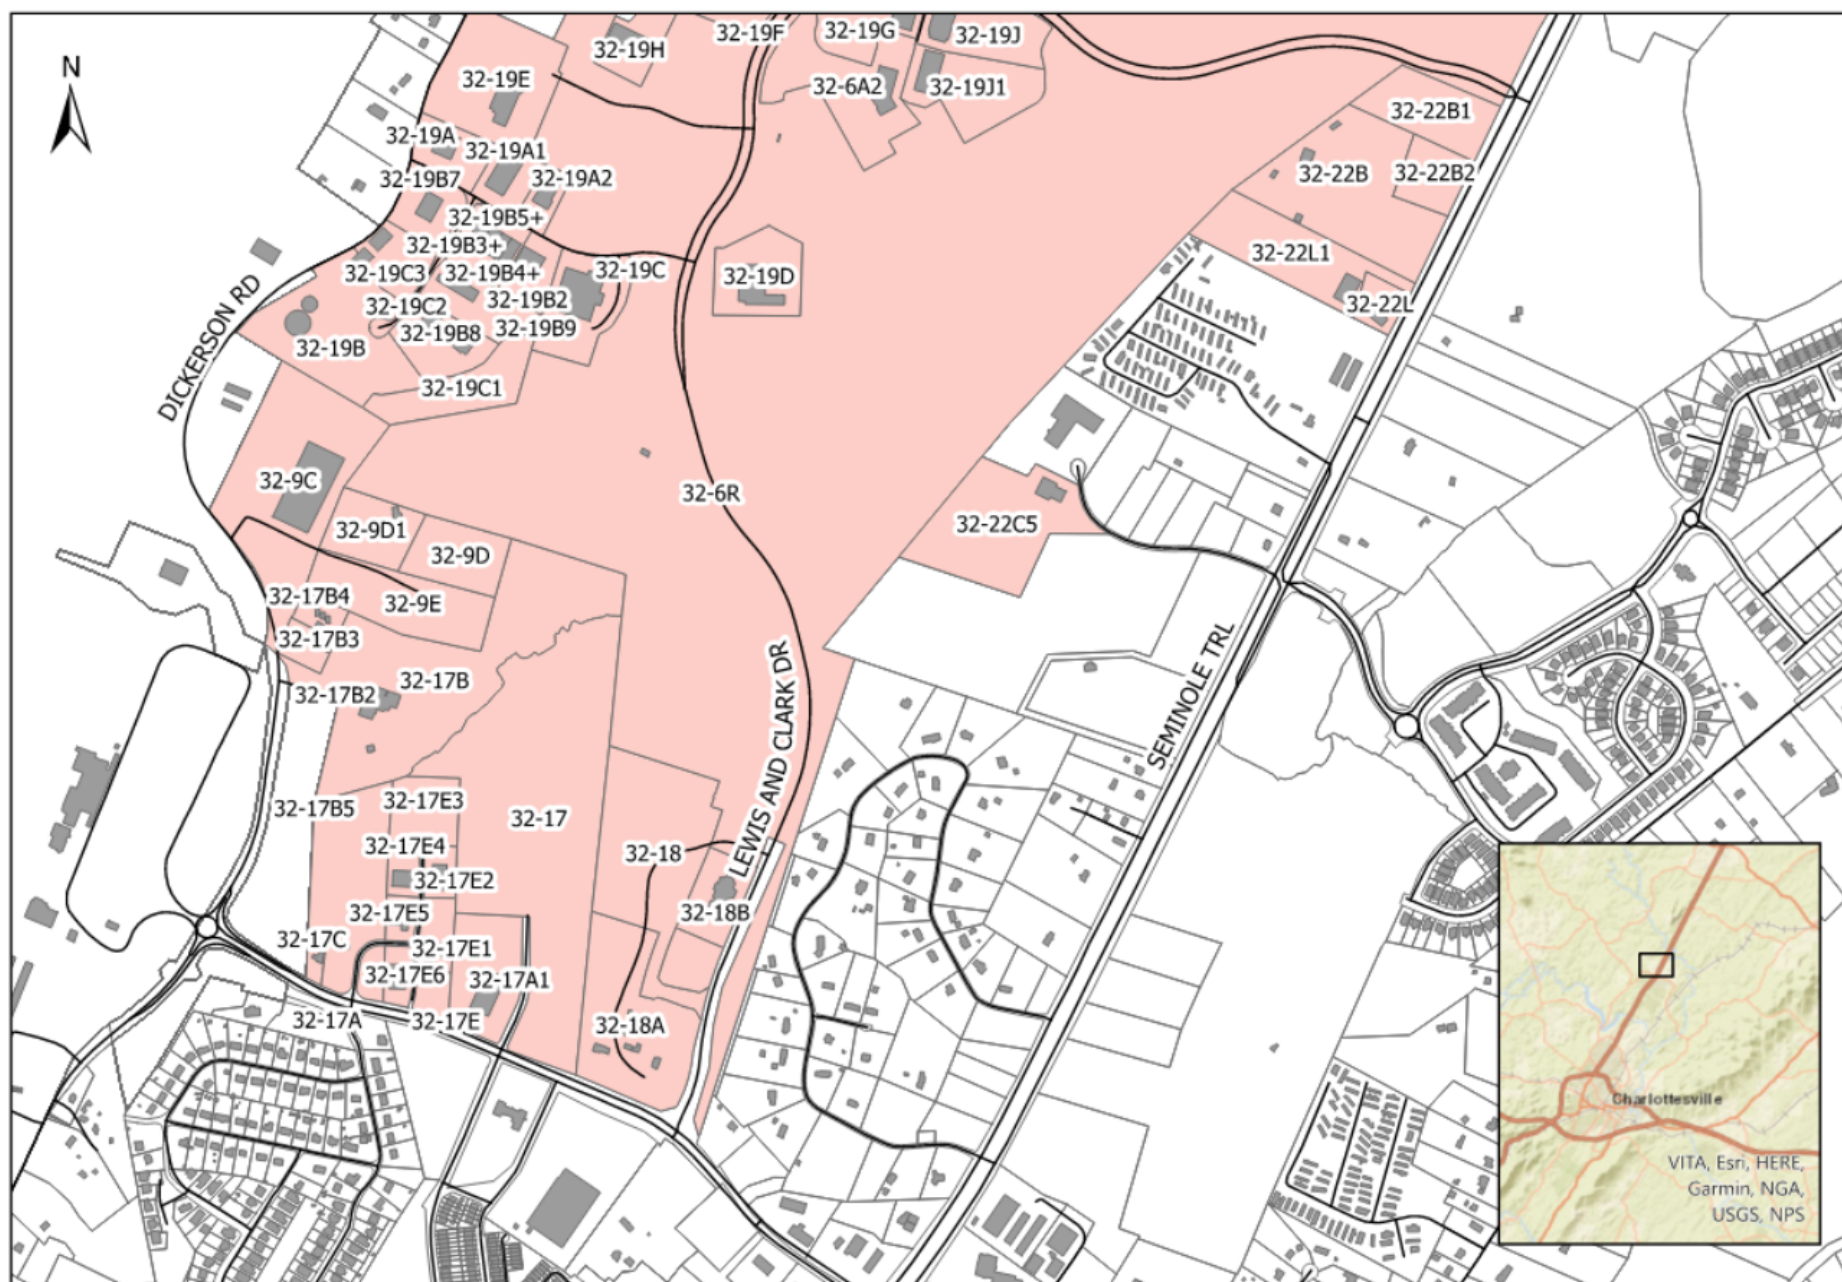 32-19F
32-19G
32-19J
32-19H
N
32-19E
32-6A2
32-19J1
32-22B1
32-19A
32-19A1
32-19B7
32-19A2
32-22B
32-22B2
32-19B5+
32-19B3+
32-22L1
32-19C3
32-19B4+
32-19C
32-19D
32-19C2
32-19B2
32-22L
32-19B8
32-19B9
DICKERSON RD
32-19B
32-19C1
32-9C
32-6R
32-9D1
32-22C5
32-9D
32-17B4
32-9E
32-17B3
32-17B
32-17B2
SEMINOLE TRL
LEWIS AND CLARK DR
32-17B5
32-17E3
32-17
32-17E4
32-18
32-17E2
32-17E5
32-18B
32-17C
32-17E1
32-17E6
32-17A1
32-17A
32-17E
32-18A
Charlottesville
VITA, Esri, HERE,
Garmin, NGA,
USGS, NPS